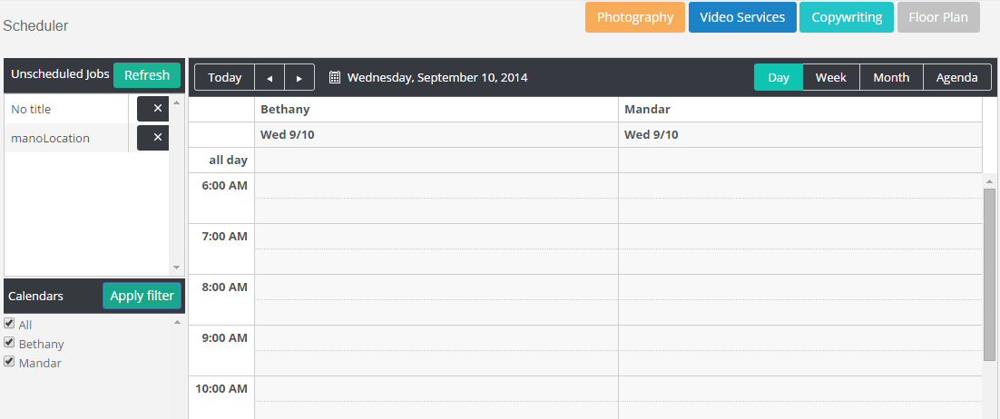 Scheduler
Photography Video Services Copywriting Floor Plan
Unscheduled Jobs Refresh
Today Wednesday, September 10, 2014 Day Week Month Agenda
No title
manoLocation
Bethany Mandar
Wed 9/10 Wed 9/10
all day
6:00 AM
7:00 AM
8:00 AM
9:00 AM
10:00 AM
Calendars Apply filter
All
Bethany
Mandar